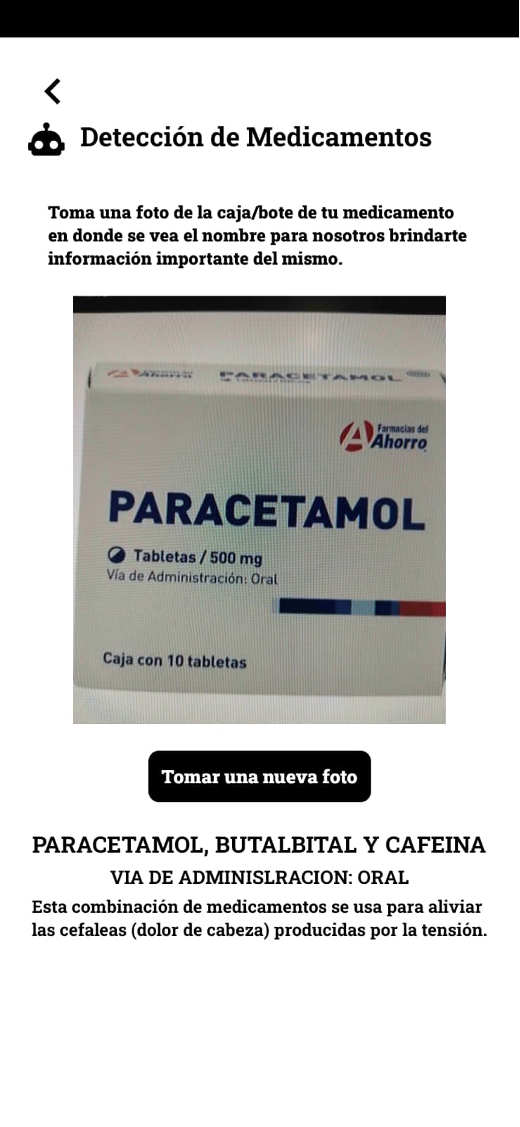 Detección de Medicamentos
Toma una foto de la caja/bote de tu medicamento
en donde se vea el nombre para nosotros brindarte
información importante del mismo.
Ahorro PARACETAMOL
Farmacias del
Ahorro
PARACETAMOL
Tabletas / 500 mg
Vía de Administración: Oral
Caja con 10 tabletas
Tomar una nueva foto
PARACETAMOL, BUTALBITAL Y CAFEINA
VIA DE ADMINISLRACION: ORAL
Esta combinación de medicamentos se usa para aliviar
las cefaleas (dolor de cabeza) producidas por la tensión.